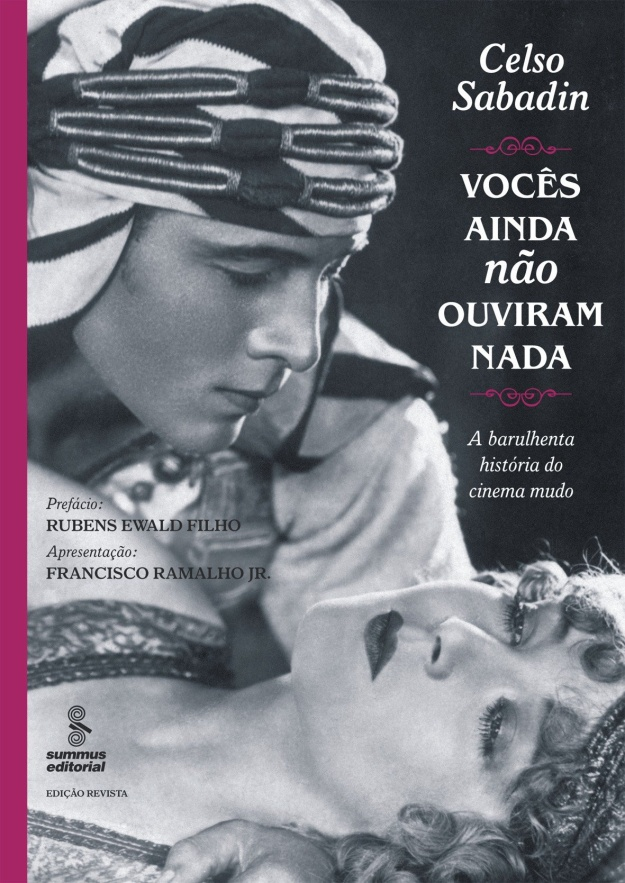 Celso
Sabadin
VOCÊS
AINDA
não
OUVIRAM
NADA
A barulhenta
história do
cinema mudo
Prefácio:
RUBENS EWALD FILHO
Apresentação:
FRANCISCO RAMALHO JR.
summus
editorial
EDIÇÃO REVISTA